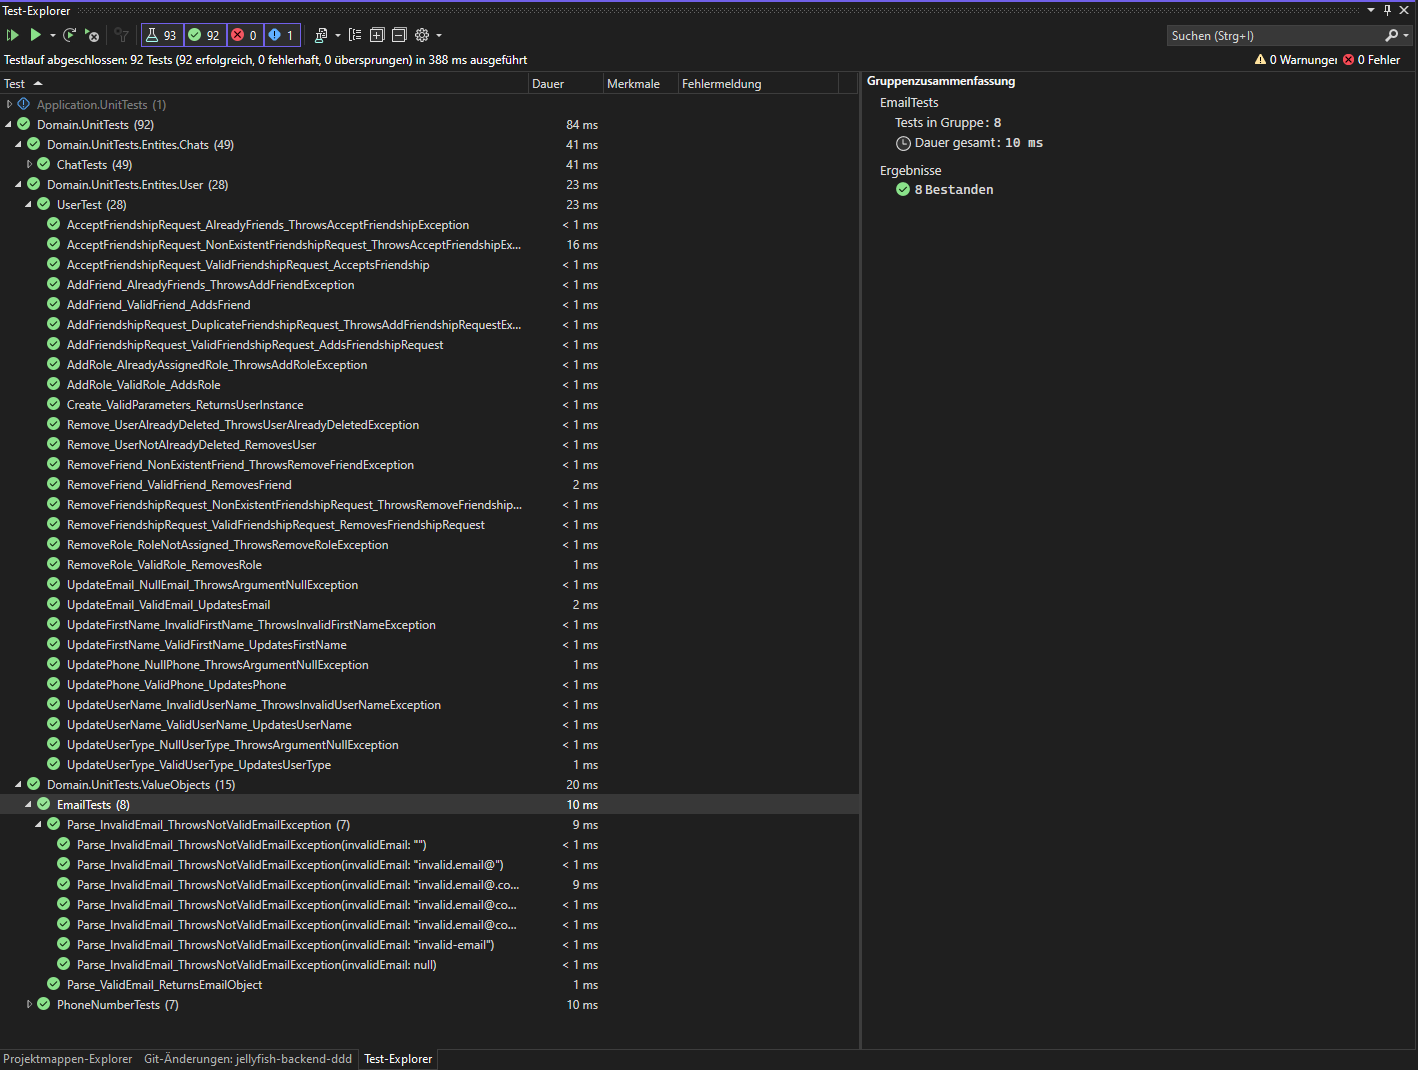 Test-Explorer
93 92 0 1
Suchen (Strg+I)
Testlauf abgeschlossen: 92 Tests (92 erfolgreich, 0 fehlerhaft, 0 übersprungen) in 388 ms ausgeführt
0 Warnunger 0 Fehler
Test Dauer Merkmale Fehlermeldung
Application.UnitTests (1)
Domain.UnitTests (92) 84 ms
Domain.UnitTests.Entites.Chats (49) 41 ms
ChatTests (49) 41 ms
Domain.UnitTests.Entites.User (28) 23 ms
UserTest (28) 23 ms
AcceptFriendshipRequest_AlreadyFriends_ThrowsAcceptFriendshipException < 1 ms
AcceptFriendshipRequest_NonExistentFriendshipRequest_ThrowsAcceptFriendshipEx... 16 ms
AcceptFriendshipRequest_ValidFriendshipRequest_AcceptsFriendship < 1 ms
AddFriend_AlreadyFriends_ThrowsAddFriendException < 1 ms
AddFriend_ValidFriend_AddsFriend < 1 ms
AddFriendshipRequest_DuplicateFriendshipRequest_ThrowsAddFriendshipRequestEx... < 1 ms
AddFriendshipRequest_ValidFriendshipRequest_AddsFriendshipRequest < 1 ms
AddRole_AlreadyAssignedRole_ThrowsAddRoleException < 1 ms
AddRole_ValidRole_AddsRole < 1 ms
Create_ValidParameters_ReturnsUserInstance < 1 ms
Remove_UserAlreadyDeleted_ThrowsUserAlreadyDeletedException < 1 ms
Remove_UserNotAlreadyDeleted_RemovesUser < 1 ms
RemoveFriend_NonExistentFriend_ThrowsRemoveFriendException < 1 ms
RemoveFriend_ValidFriend_RemovesFriend 2 ms
RemoveFriendshipRequest_NonExistentFriendshipRequest_ThrowsRemoveFriendship... < 1 ms
RemoveFriendshipRequest_ValidFriendshipRequest_RemovesFriendshipRequest < 1 ms
RemoveRole_RoleNotAssigned_ThrowsRemoveRoleException < 1 ms
RemoveRole_ValidRole_RemovesRole 1 ms
UpdateEmail_NullEmail_ThrowsArgumentNullException < 1 ms
UpdateEmail_ValidEmail_UpdatesEmail 2 ms
UpdateFirstName_InvalidFirstName_ThrowsInvalidFirstNameException < 1 ms
UpdateFirstName_ValidFirstName_UpdatesFirstName < 1 ms
UpdatePhone_NullPhone_ThrowsArgumentNullException 1 ms
UpdatePhone_ValidPhone_UpdatesPhone < 1 ms
UpdateUserName_InvalidUserName_ThrowsInvalidUserNameException < 1 ms
UpdateUserName_ValidUserName_UpdatesUserName < 1 ms
UpdateUserType_NullUserType_ThrowsArgumentNullException < 1 ms
UpdateUserType_ValidUserType_UpdatesUserType 1 ms
Domain.UnitTests.ValueObjects (15) 20 ms
EmailTests (8) 10 ms
Parse_InvalidEmail_ThrowsNotValidEmailException (7) 9 ms
Parse_InvalidEmail_ThrowsNotValidEmailException(invalidEmail: "") < 1 ms
Parse_InvalidEmail_ThrowsNotValidEmailException(invalidEmail: "invalid.email@") < 1 ms
Parse_InvalidEmail_ThrowsNotValidEmailException(invalidEmail: "invalid.email@.co... 9 ms
Parse_InvalidEmail_ThrowsNotValidEmailException(invalidEmail: "invalid.email@co... < 1 ms
Parse_InvalidEmail_ThrowsNotValidEmailException(invalidEmail: "invalid.email@co... < 1 ms
Parse_InvalidEmail_ThrowsNotValidEmailException(invalidEmail: "invalid-email") < 1 ms
Parse_InvalidEmail_ThrowsNotValidEmailException(invalidEmail: null) < 1 ms
Parse_ValidEmail_ReturnsEmailObject 1 ms
PhoneNumberTests (7) 10 ms
Gruppenzusammenfassung
EmailTests
Tests in Gruppe: 8
Dauer gesamt: 10 ms
Ergebnisse
8 Bestanden
Projektmappen-Explorer Git-Änderungen: jellyfish-backend-ddd Test-Explorer